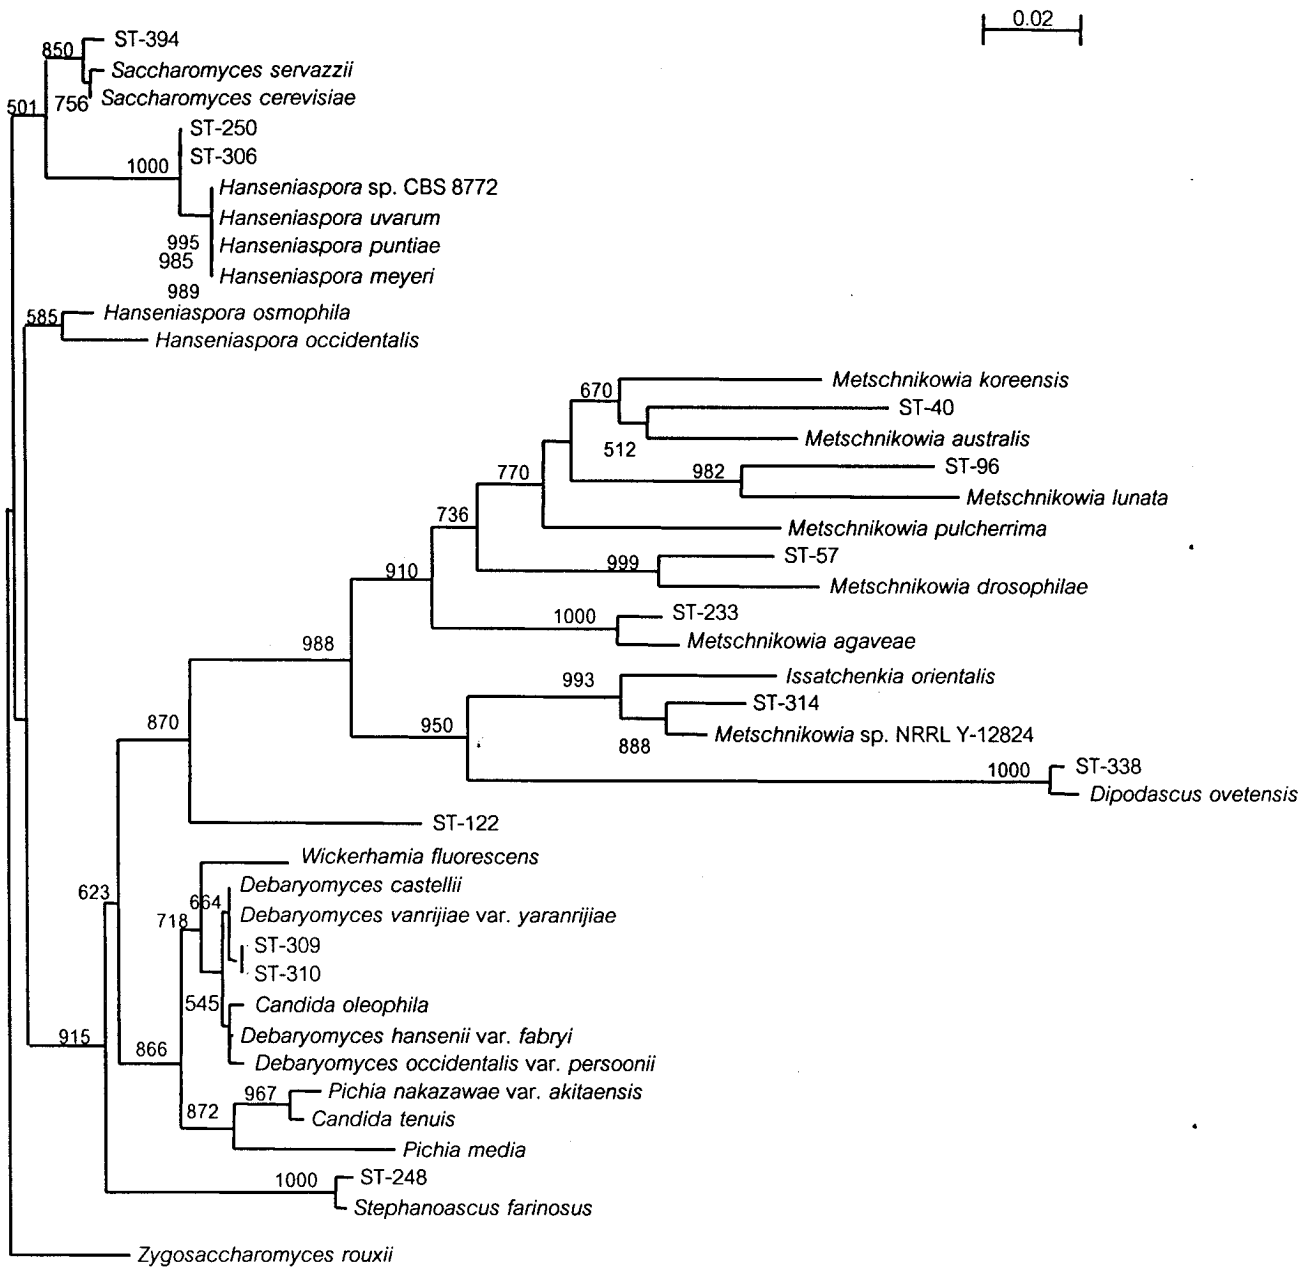 0.02
850
ST-394
Saccharomyces servazzii
501
756
Saccharomyces cerevisiae
ST-250
1000
ST-306
Hanseniaspora sp. CBS 8772
Hanseniaspora uvarum
995
Hanseniaspora puntiae
985
Hanseniaspora meyeri
989
Hanseniaspora osmophila
585
Hanseniaspora occidentalis
Metschnikowia koreensis
670
ST-40
Metschnikowia australis
512
ST-96
770
982
Metschnikowia lunata
736
Metschnikowia pulcherrima
ST-57
910
999
Metschnikowia drosophilae
1000
ST-233
988
Metschnikowia agaveae
993
Issatchenkia orientalis
ST-314
870
950
Metschnikowia sp. NRRL Y-12824
888
1000
ST-338
Dipodascus ovetensis
ST-122
Wickerhamia fluorescens
623
Debaryomyces castellii
664
718
Debaryomyces vanrijiae var. yaranrijiae
ST-309
ST-310
545
Candida oleophila
915
Debaryomyces hansenii var. fabryi
866
Debaryomyces occidentalis var. persoonii
967
Pichia nakazawae var. akitaensis
872
Candida tenuis
Pichia media
1000
ST-248
Stephanoascus farinosus
Zygosaccharomyces rouxii